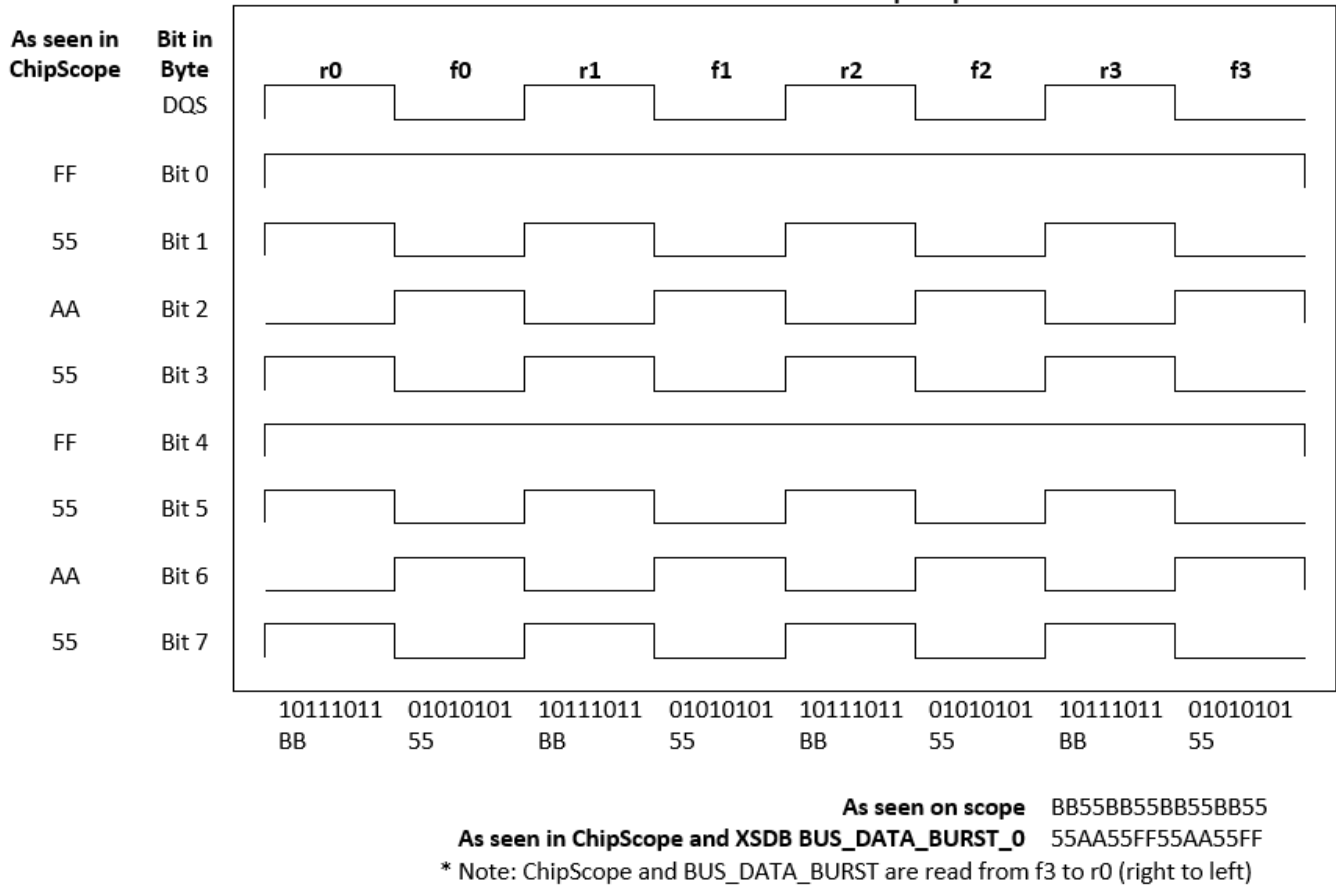 As seen in Bit in
ChipScope Byte r0 f0 r1 f1 r2 f2 r3 f3
DQS
FF Bit 0
55 Bit 1
AA Bit 2
55 Bit 3
FF Bit 4
55 Bit 5
AA Bit 6
55 Bit 7
10111011 01010101 10111011 01010101 10111011 01010101 10111011 01010101
BB 55 BB 55 BB 55 BB 55
As seen on scope BB55BB55BB55BB55
As seen in ChipScope and XSDB BUS_DATA_BURST_0 55AA55FF55AA55FF
* Note: ChipScope and BUS_DATA_BURST are read from f3 to r0 (right to left)